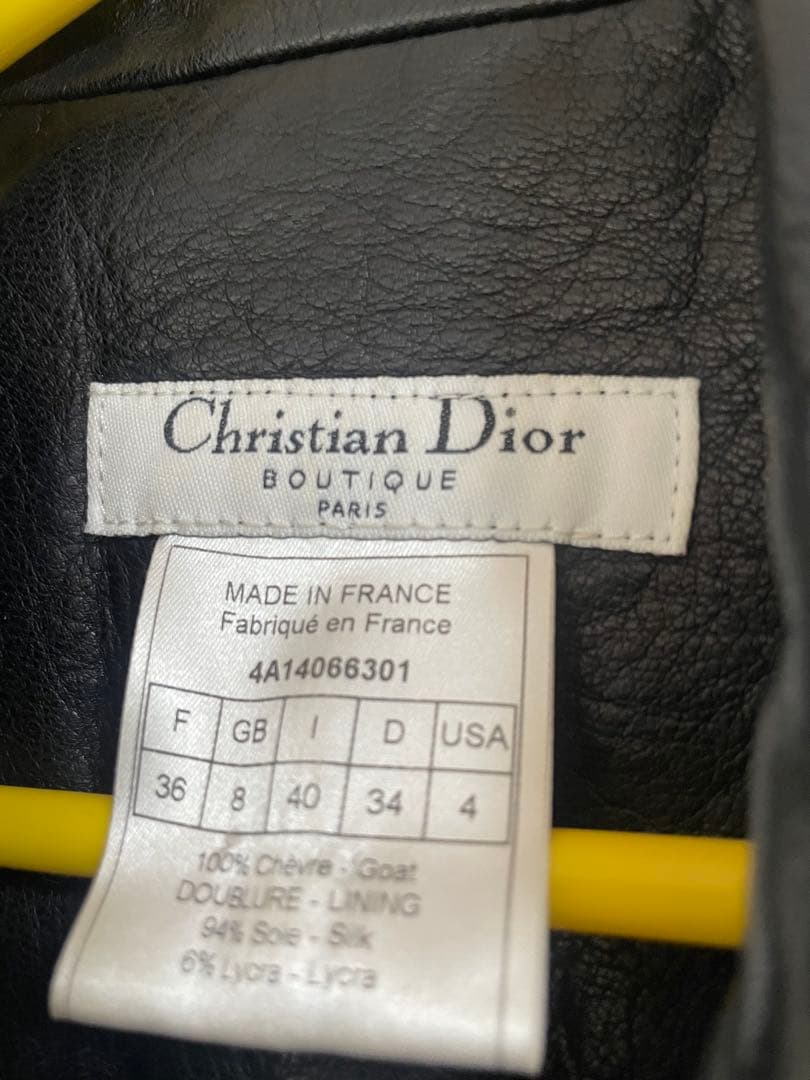 Christian Dior
BOUTIQUE
PARIS
MADE IN FRANCE
Fabriqué en France
4A14066301
F GB I D USA
36 8 40 34 4
100% Chèvre - Goat
DOUBLURE - LINING
94% Soie - Silk
6% Lycra - Lycra